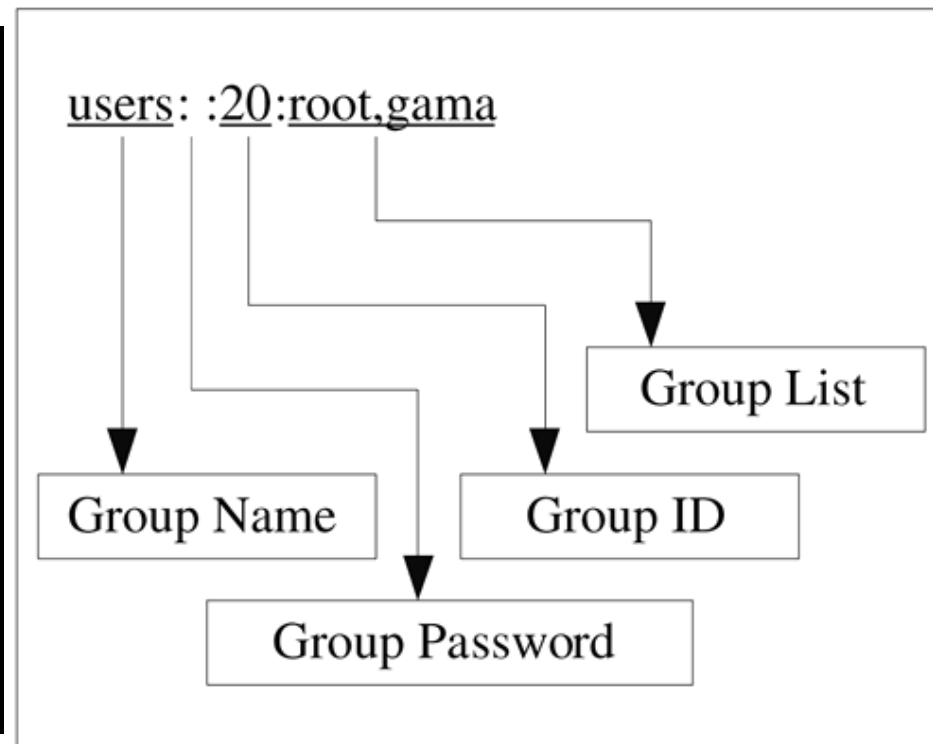 users: :20:root,gama
Group List
Group Name
Group ID
Group Password